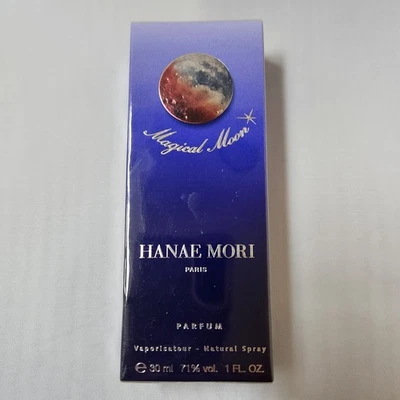 Magical Moon
HANAE MORI
PARIS
PARFUM
Vaporisateur - Natural Spray
℮ 30 ml 71% vol. 1 FL. OZ.